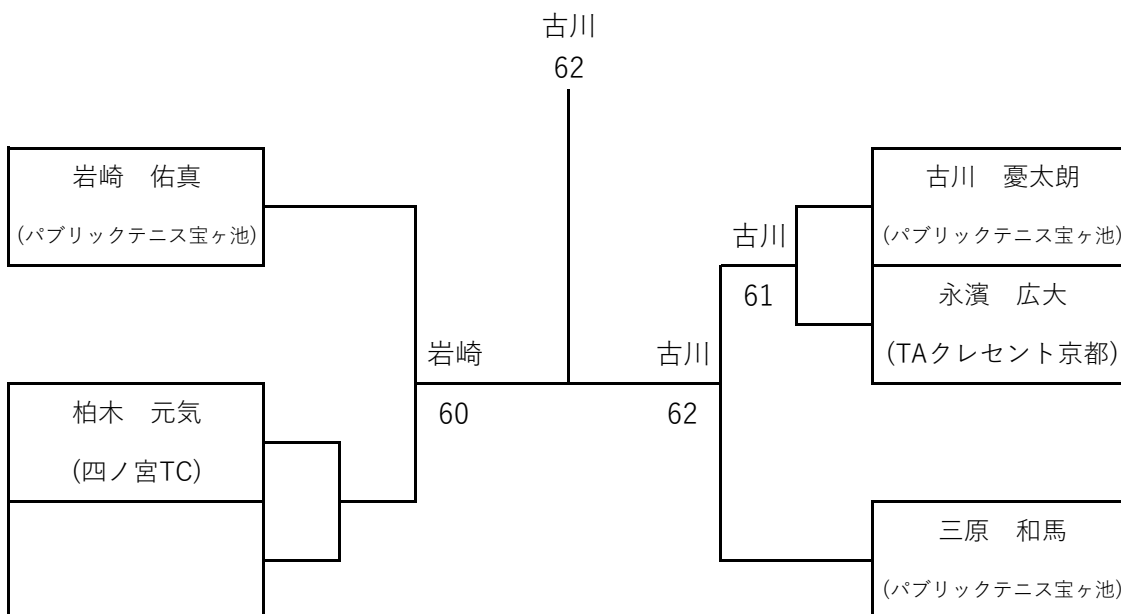 古川
62
岩崎　佑真
(パブリックテニス宝ヶ池)
柏木　元気
(四ノ宮TC)
岩崎
60
古川
62
古川
61
古川　憂太朗
(パブリックテニス宝ヶ池)
永濱　広大
(TAクレセント京都)
三原　和馬
(パブリックテニス宝ヶ池)